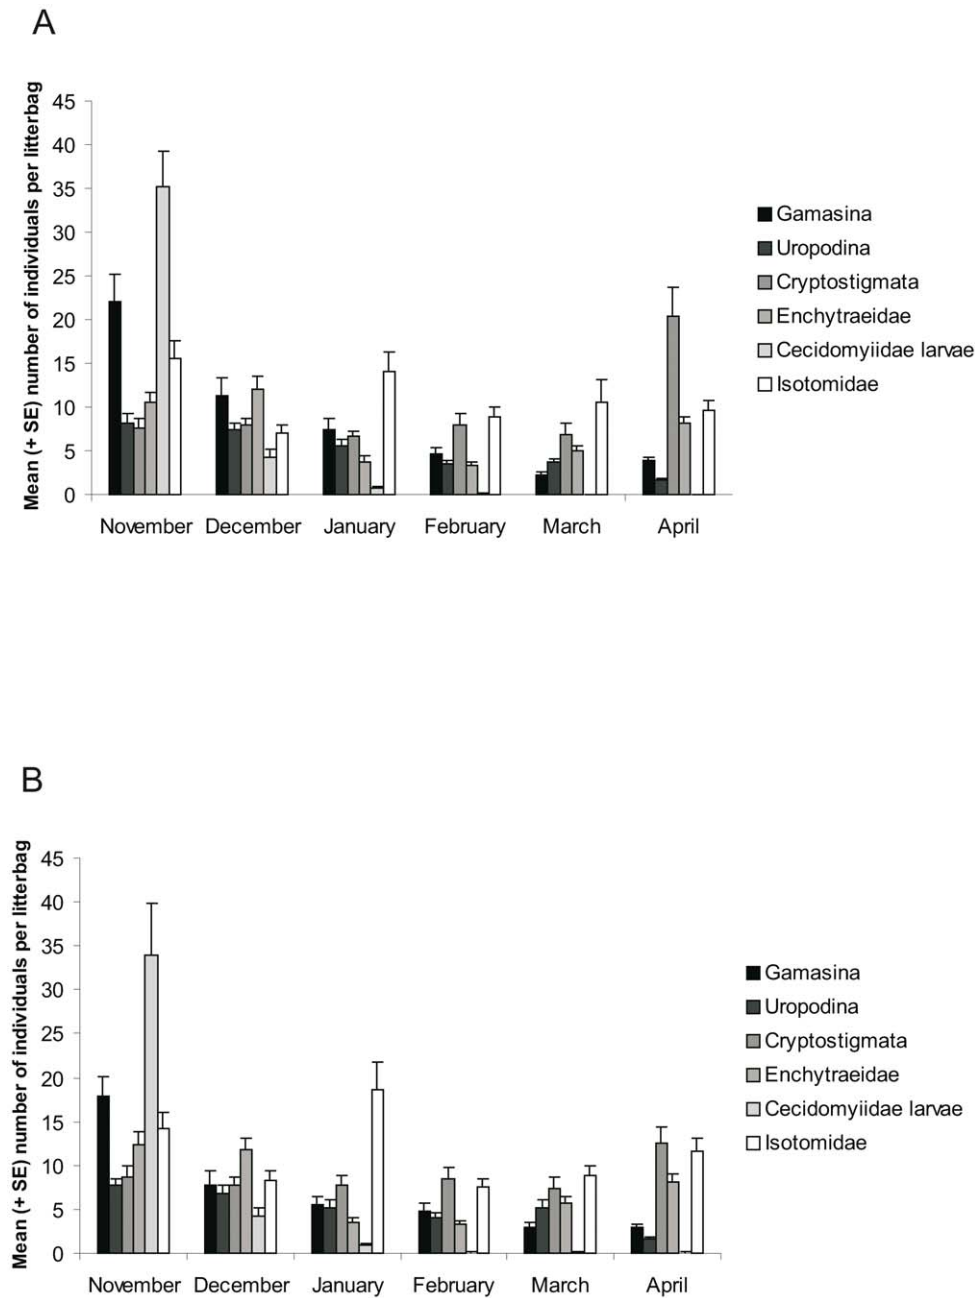 A
Mean (+ SE) number of individuals per litterbag
45
40
35
30
25
20
15
10
5
0
November December January February March April
Gamasina
Uropodina
Cryptostigmata
Enchytraeidae
Cecidomyiidae larvae
Isotomidae
B
Mean (+ SE) number of individuals per litterbag
45
40
35
30
25
20
15
10
5
0
November December January February March April
Gamasina
Uropodina
Cryptostigmata
Enchytraeidae
Cecidomyiidae larvae
Isotomidae